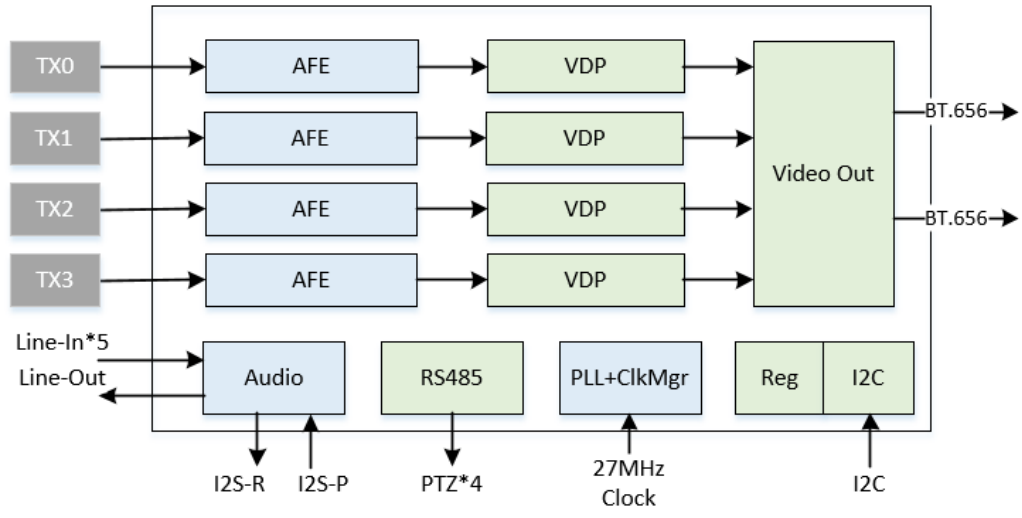 TX0
AFE
VDP
TX1
AFE
VDP
TX2
AFE
VDP
TX3
AFE
VDP
Video Out
BT.656
BT.656
Line-In*5
Line-Out
Audio
RS485
PLL+ClkMgr
Reg
I2C
I2S-R
I2S-P
PTZ*4
27MHz
Clock
I2C